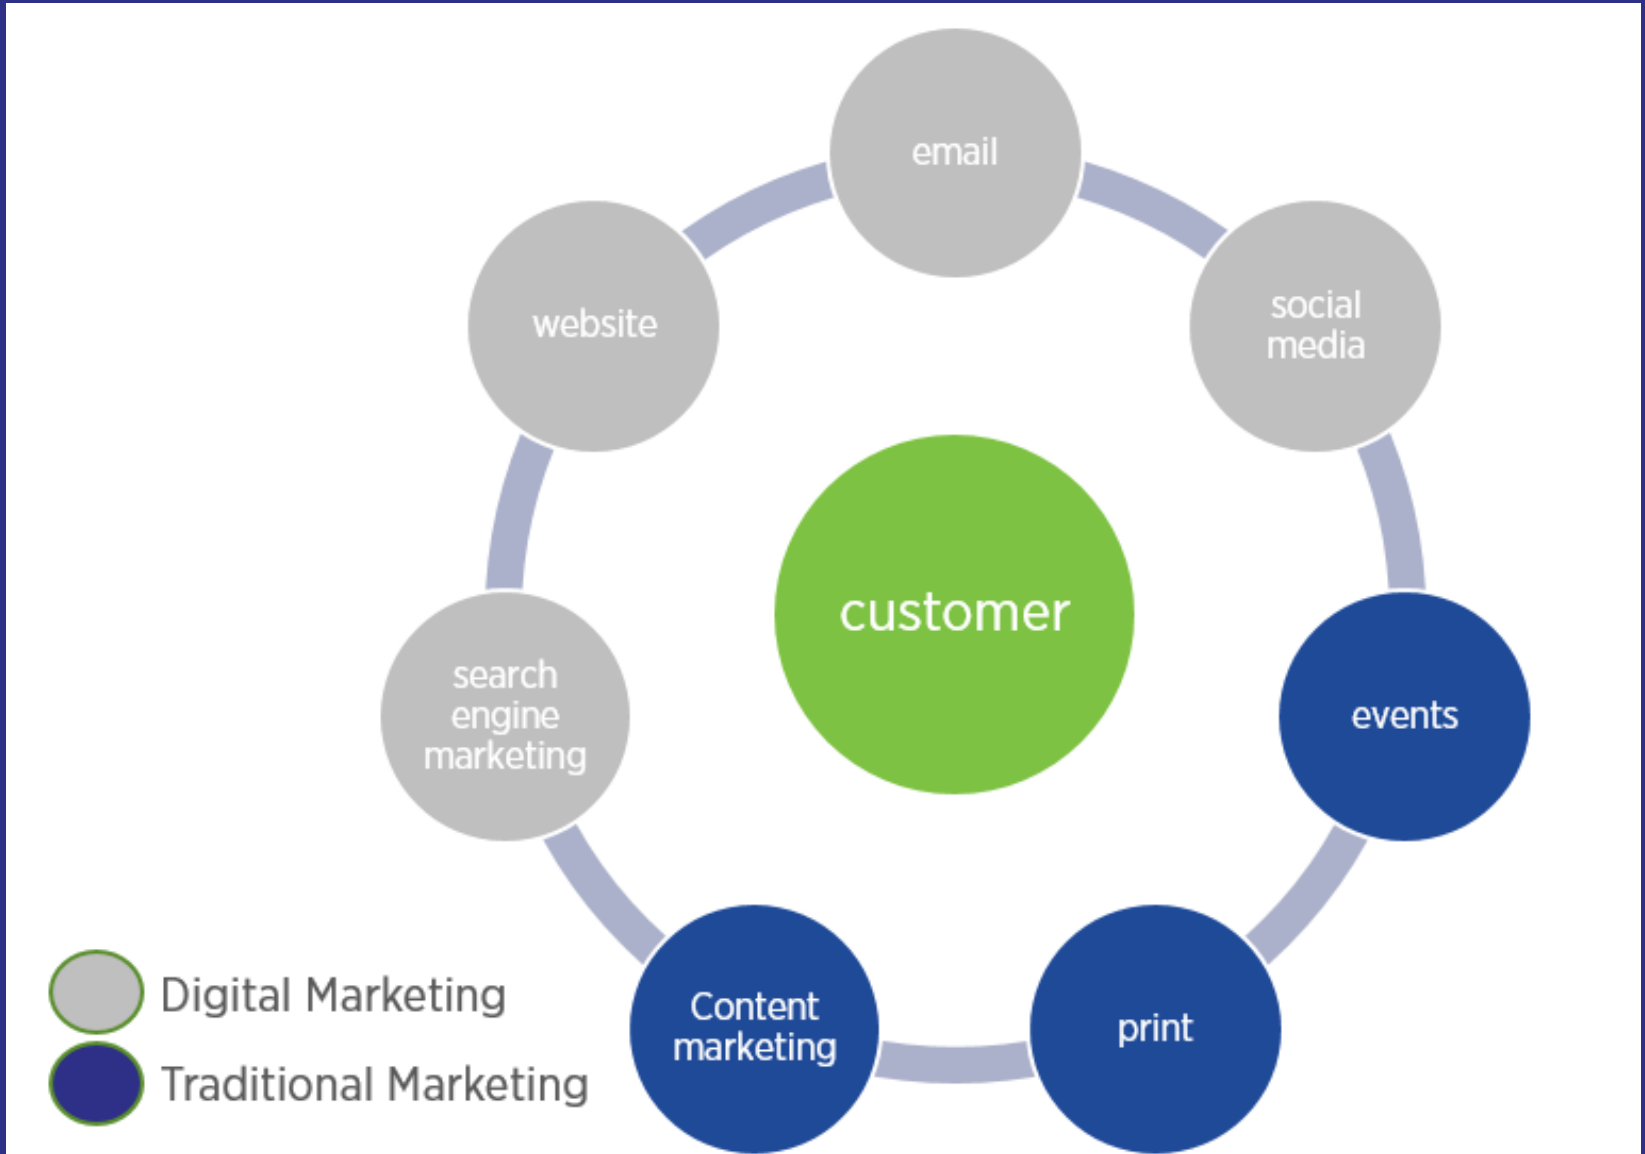 email
social
media
website
customer
search
engine
marketing
events
Content
marketing
print
Digital Marketing
Traditional Marketing